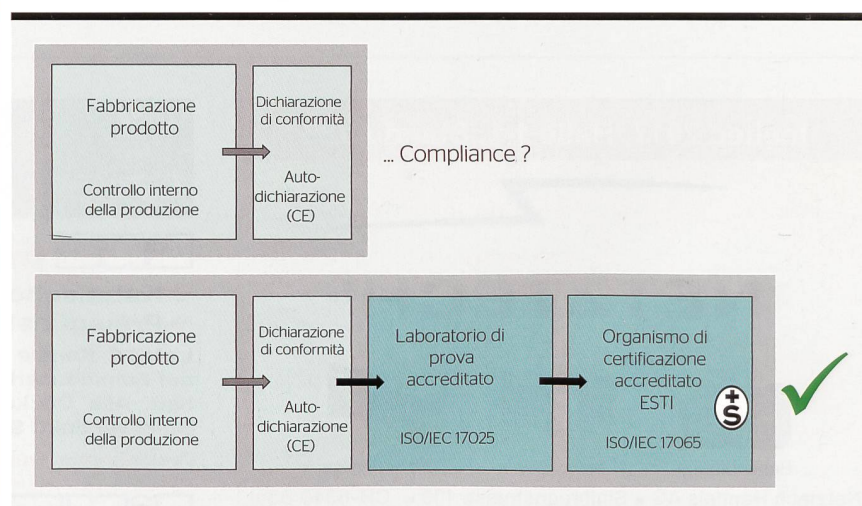 Fabbricazione
prodotto
Controllo interno
della produzione
Dichiarazione
di conformità
Auto-
dichiarazione
(CE)
... Compliance ?
Fabbricazione
prodotto
Controllo interno
della produzione
Dichiarazione
di conformità
Auto-
dichiarazione
(CE)
Laboratorio di
prova
accreditato
ISO/IEC 17025
Organismo di
certificazione
accreditato
ESTI
ISO/IEC 17065
+
S